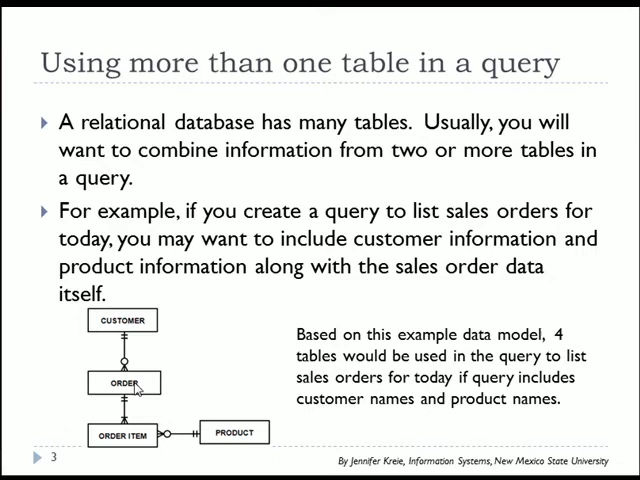 Using more than one table in a query
A relational database has many tables. Usually, you will
want to combine information from two or more tables in
a query.
For example, if you create a query to list sales orders for
today, you may want to include customer information and
product information along with the sales order data
itself.
CUSTOMER
ORDER
ORDER ITEM
PRODUCT
Based on this example data model, 4
tables would be used in the query to list
sales orders for today if query includes
customer names and product names.
3
By Jennifer Kreie, Information Systems, New Mexico State University